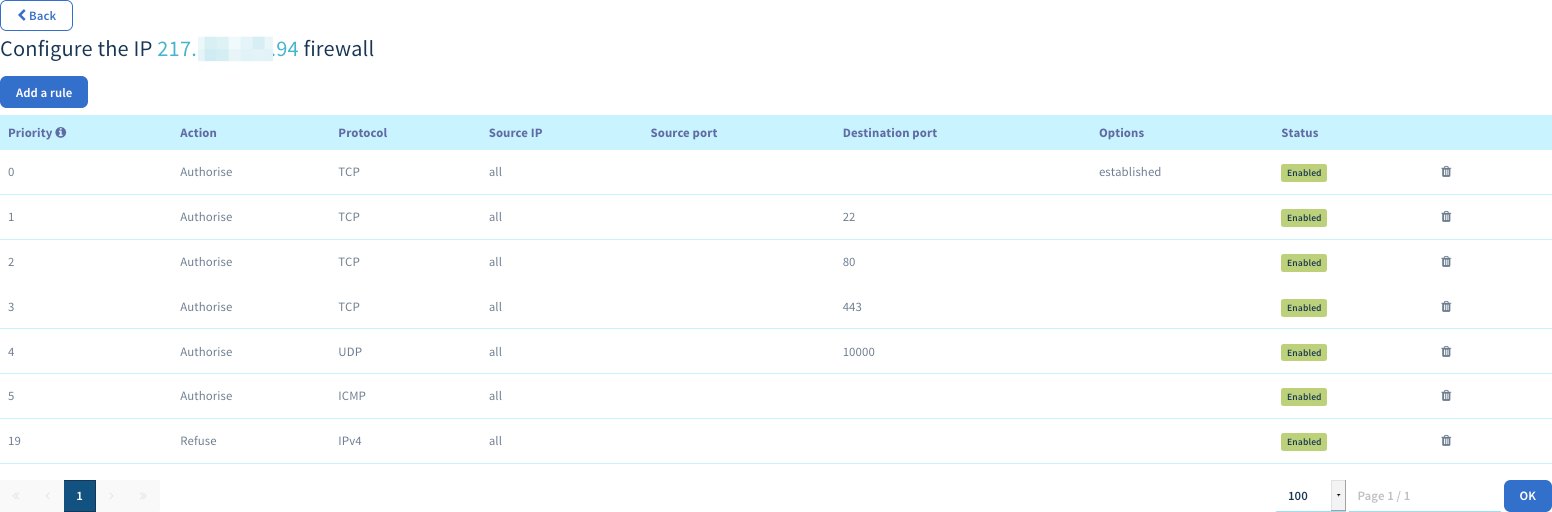 Back
Configure the IP 217. .94 firewall
Add a rule
Priority Action Protocol Source IP Source port Destination port Options Status
0 Authorise TCP all established Enabled
1 Authorise TCP all 22 Enabled
2 Authorise TCP all 80 Enabled
3 Authorise TCP all 443 Enabled
4 Authorise UDP all 10000 Enabled
5 Authorise ICMP all Enabled
19 Refuse IPv4 all Enabled
« ‹ 1 › » 100 Page 1 / 1 OK